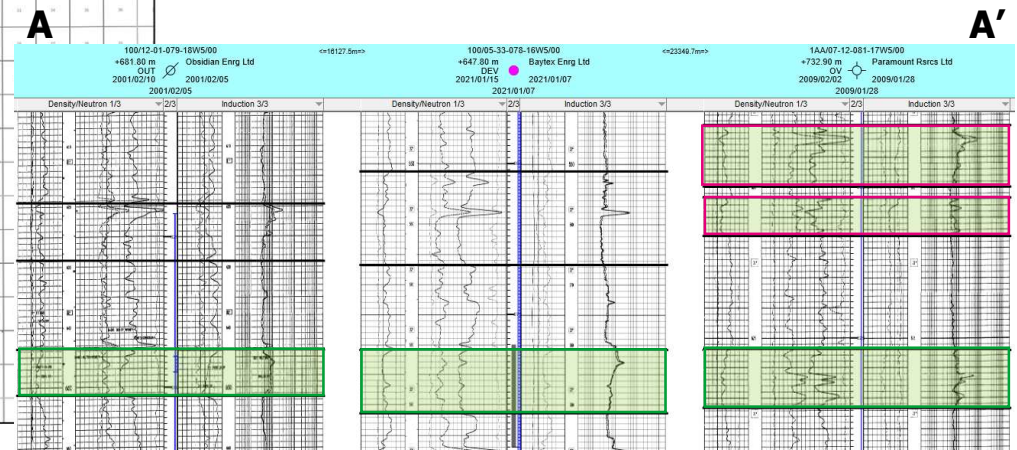 A
A'
100/12-01-079-18W5/00
+681.80 m
OUT
Obsidian Enrg Ltd
2001/02/10
2001/02/05
2001/02/05
<=16127.5m=>
100/05-33-078-16W5/00
+647.80 m
DEV
Baytex Enrg Ltd
2021/01/15
2021/01/07
2021/01/07
<=23349.7m=>
1AA/07-12-081-17W5/00
+732.90 m
OV
Paramount Rsrcs Ltd
2009/02/02
2009/01/28
2009/01/28
Density/Neutron 1/3
2/3
Induction 3/3
Density/Neutron 1/3
2/3
Induction 3/3
Density/Neutron 1/3
2/3
Induction 3/3